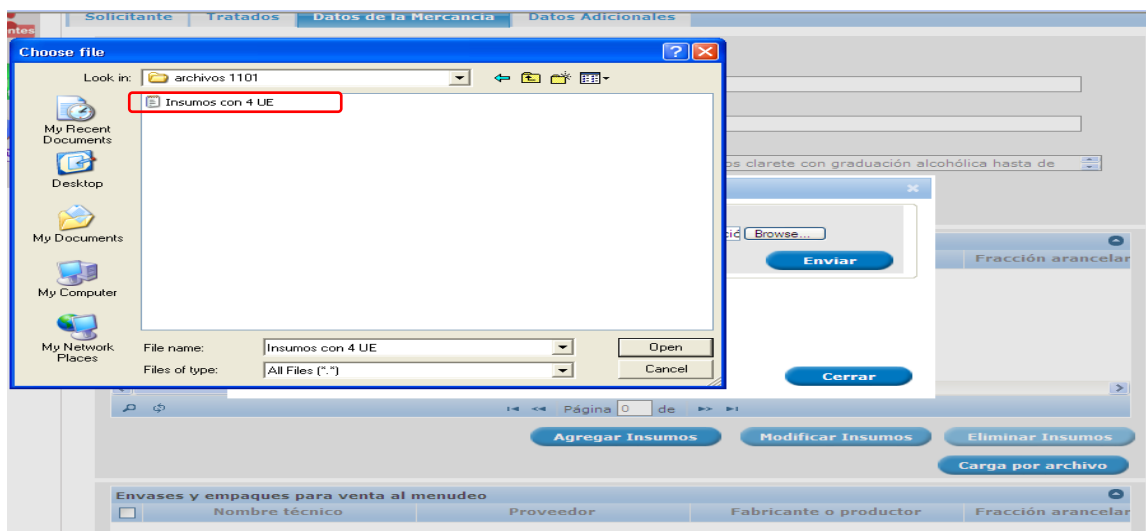 Solicitante Tratados Datos de la Mercancía Datos Adicionales
ntes
Choose file
Look in: archivos 1101
Insumos con 4 UE
My Recent
Documents
Desktop
My Documents
My Computer
My Network
Places
File name: Insumos con 4 UE Open
Files of type: All Files (*.*) Cancel
os clarete con graduación alcohólica hasta de
Browse...
Enviar
Fracción arancelar
Cerrar
Página 0 de
Agregar Insumos Modificar Insumos Eliminar Insumos
Carga por archivo
Envases y empaques para venta al menudeo
Nombre técnico Proveedor Fabricante o productor Fracción arancelar